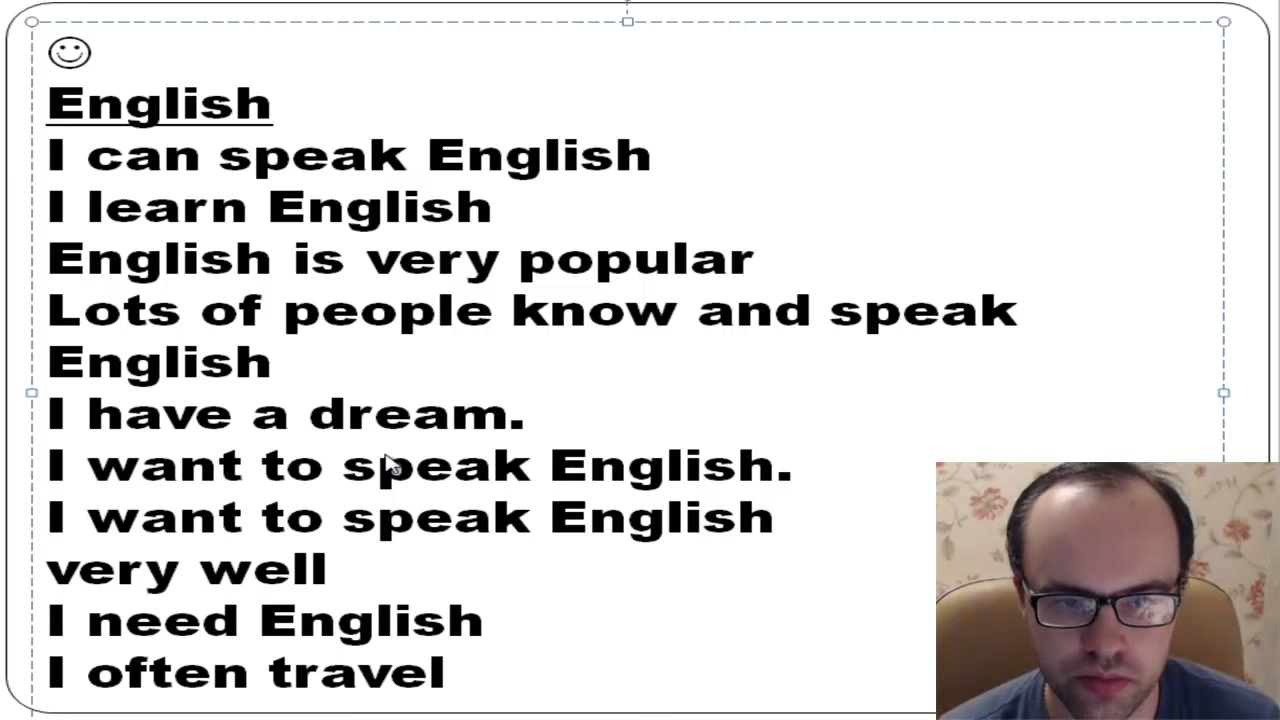 English
I can speak English
I learn English
English is very popular
Lots of people know and speak
English
I have a dream.
I want to speak English.
I want to speak English
very well
I need English
I often travel